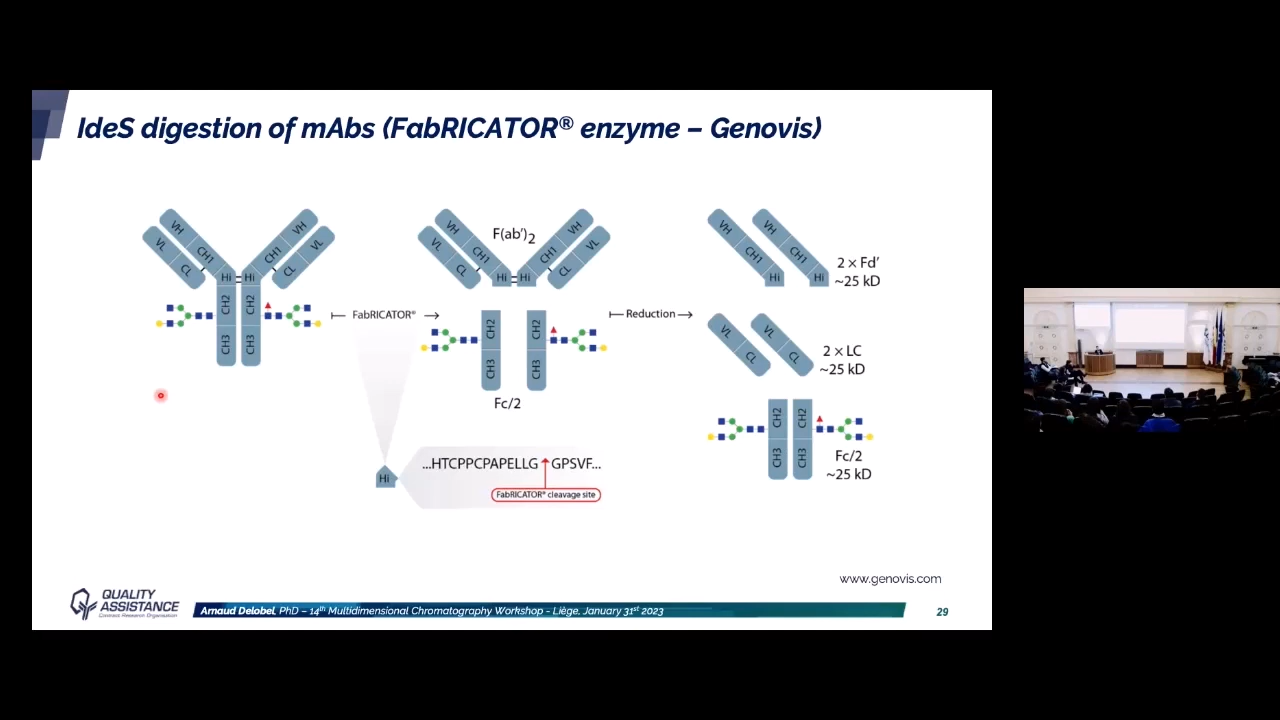 IdeS digestion of mAbs (FabRICATOR® enzyme – Genovis)
VH
VL
CH1
CL
Hi
Hi
CH1
VH
CL
VL
CH2
CH2
CH3
CH3
FabRICATOR®
F(ab')2
VH
VL
CH1
CL
Hi
Hi
CH1
VH
CL
VL
CH2
CH2
CH3
CH3
Fc/2
Reduction
VH
VH
CH1
CH1
Hi
Hi
2 × Fd'
~25 kD
VL
VL
CL
CL
2 × LC
~25 kD
CH2
CH2
CH3
CH3
Fc/2
~25 kD
Hi
...HTCPPCPAPELLG GPSVF...
FabRICATOR® cleavage site
www.genovis.com
QUALITY
ASSISTANCE
Contract Research Organisation
Arnaud Delobel, PhD – 14th Multidimensional Chromatography Workshop - Liège, January 31st 2023
29